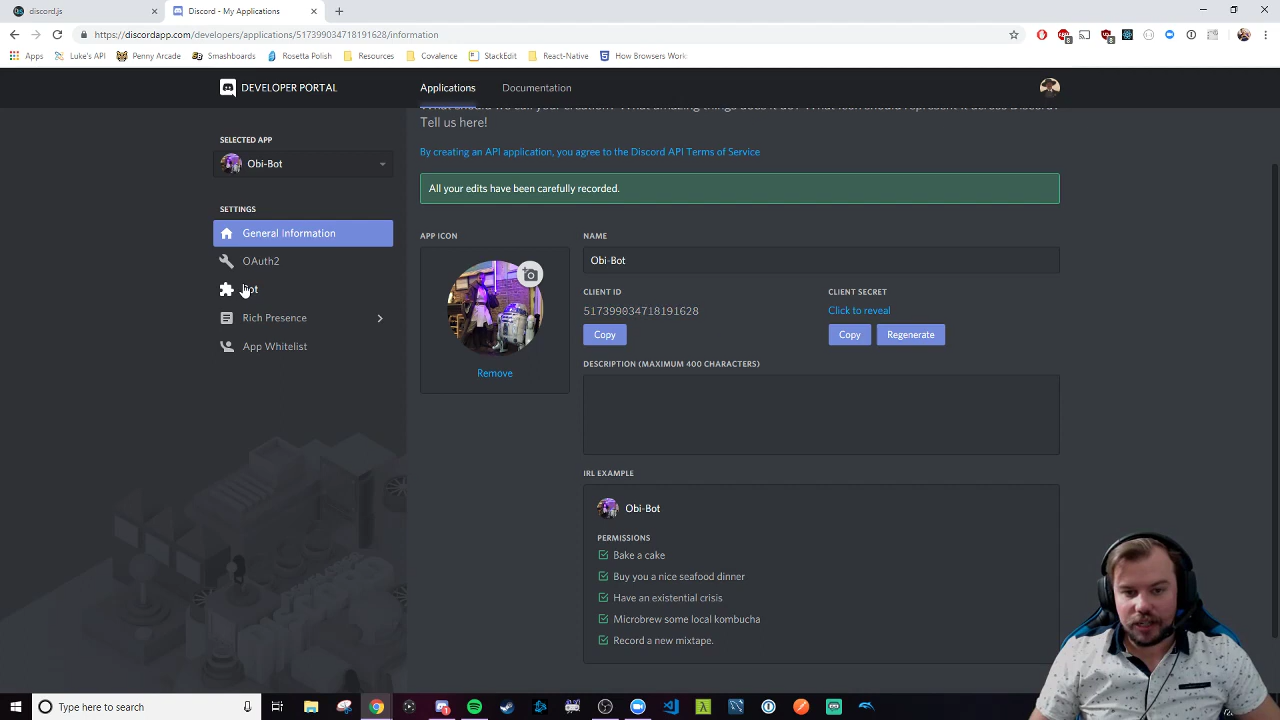 discord.js
Discord - My Applications
https://discordapp.com/developers/applications/517399034718191628/information
Apps
Luke's API
Penny Arcade
Smashboards
Rosetta Patio
Resources
Covalence
StackEdit
React-Native
How Browsers Work
DEVELOPER PORTAL
Applications
Documentation
Tell us here!
SELECTED APP
Obi-Bot
By creating an API application, you agree to the Discord API Terms of Service
All your edits have been carefully recorded.
SETTINGS
General Information
OAuth2
Rich Presence
App Whitelist
APP ICON
Remove
NAME
Obi-Bot
CLIENT ID
517399034718191628
Copy
CLIENT SECRET
Click to reveal
Copy
Regenerate
DESCRIPTION (MAXIMUM 400 CHARACTERS)
IRL EXAMPLE
Obi-Bot
PERMISSIONS
Bake a cake
Buy you a nice seafood dinner
Have an existential crisis
Microbrew some local kombucha
Record a new mixtape.
Type here to search